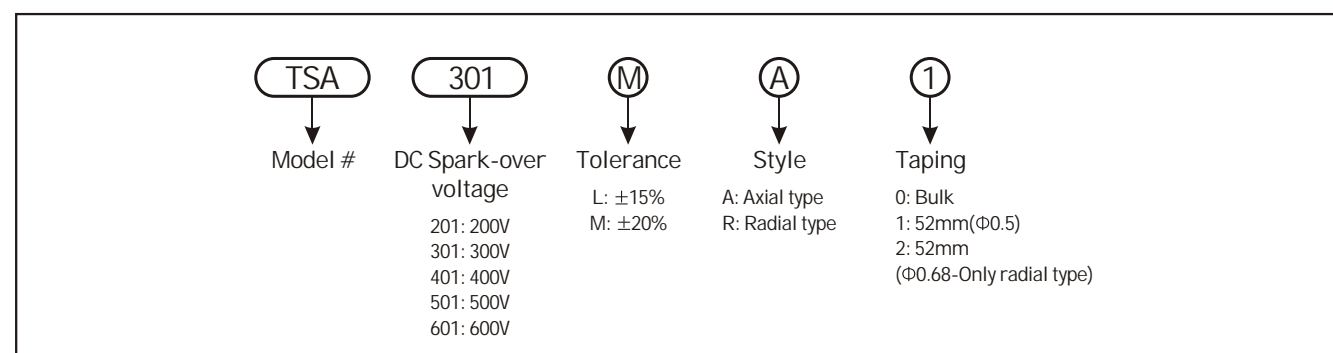 TSA 301 M A 1
Model # DC Spark-over voltage Tolerance Style Taping
201: 200V
301: 300V
401: 400V
501: 500V
601: 600V
L: ±15%
M: ±20%
A: Axial type
R: Radial type
0: Bulk
1: 52mm(Φ0.5)
2: 52mm
(Φ0.68-Only radial type)